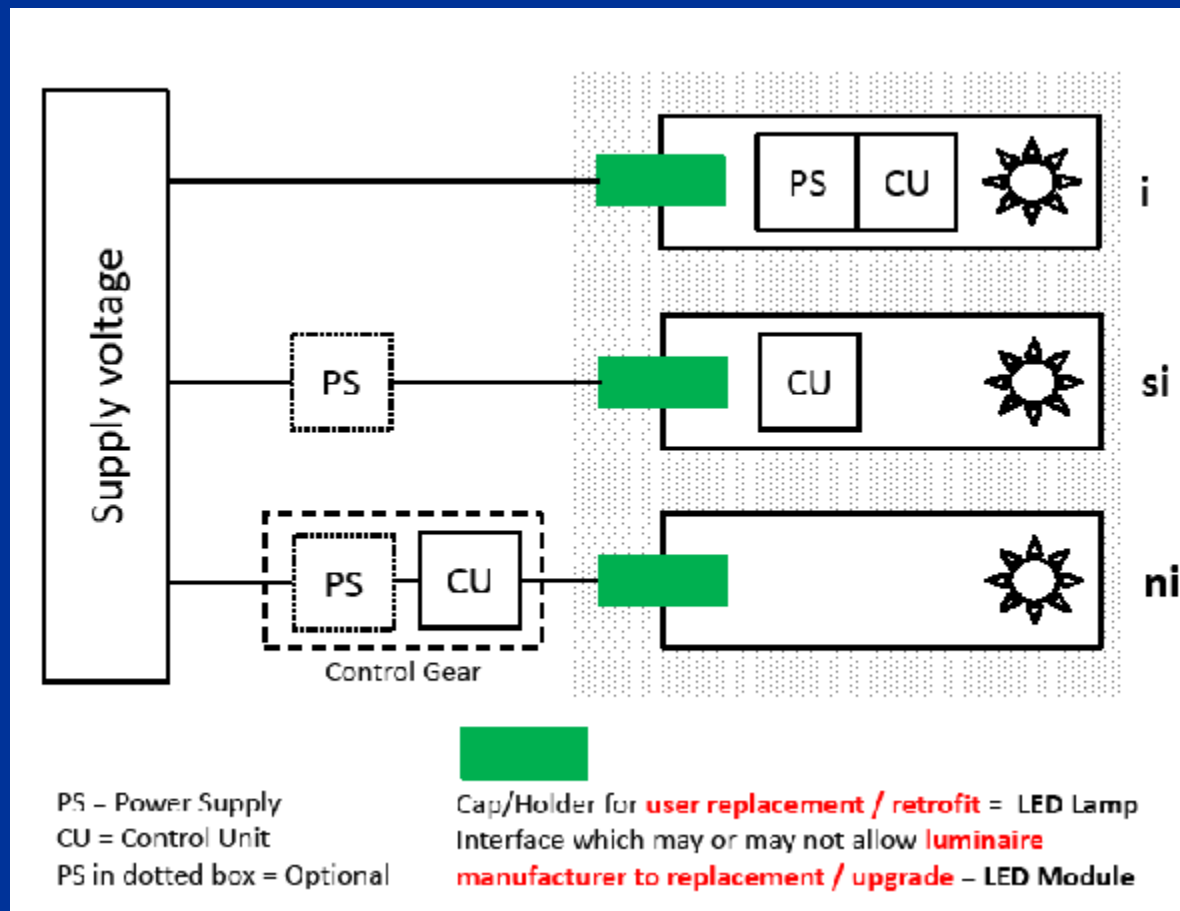 Supply voltage
PS CU
i
PS
CU
si
PS CU
ni
Control Gear
PS – Power Supply
CU = Control Unit
PS in dotted box = Optional
Cap/Holder for user replacement / retrofit = LED Lamp
Interface which may or may not allow luminaire
manufacturer to replacement / upgrade – LED Module